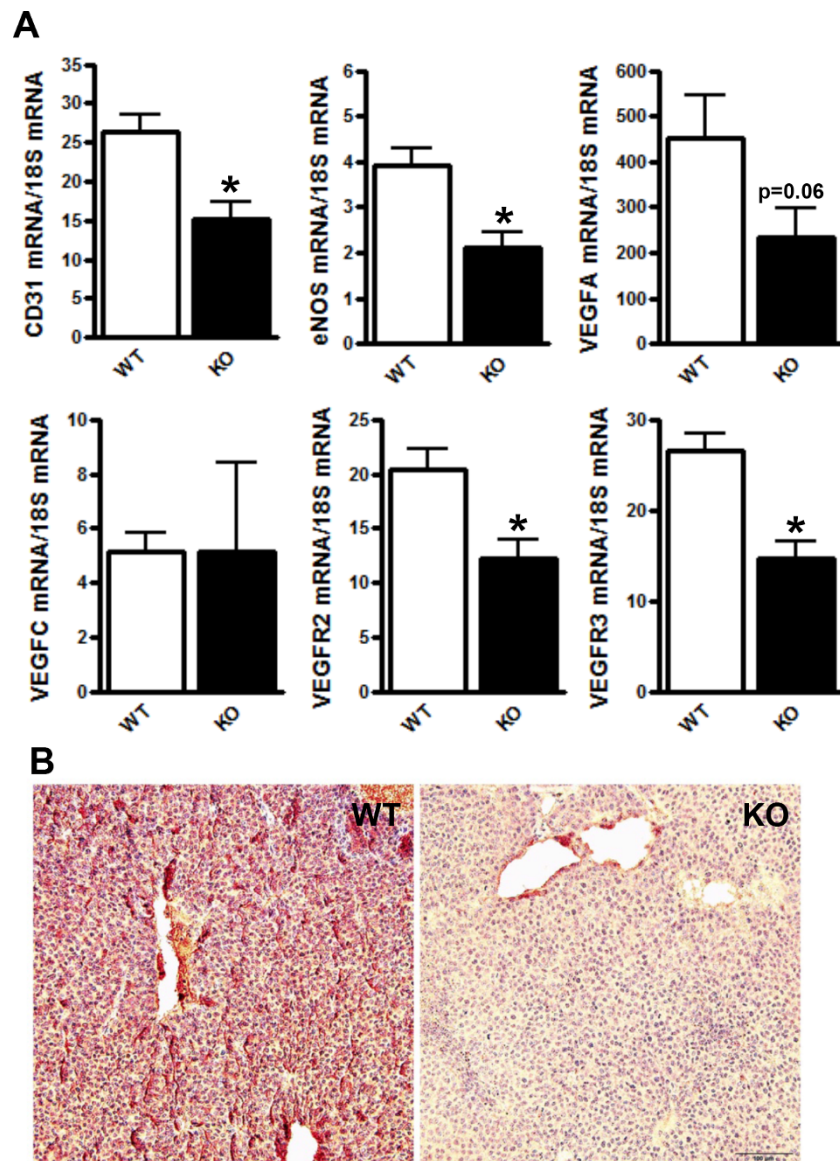 A
CD31 mRNA/18S mRNA
35
30
25
20
15
10
5
0
*
WT
KO
eNOS mRNA/18S mRNA
6
4
2
0
*
WT
KO
VEGFA mRNA/18S mRNA
600
500
400
300
200
100
0
p=0.06
WT
KO
VEGFC mRNA/18S mRNA
10
8
6
4
2
0
WT
KO
VEGFR2 mRNA/18S mRNA
25
20
15
10
5
0
*
WT
KO
VEGFR3 mRNA/18S mRNA
30
20
10
0
*
WT
KO
B
WT
KO